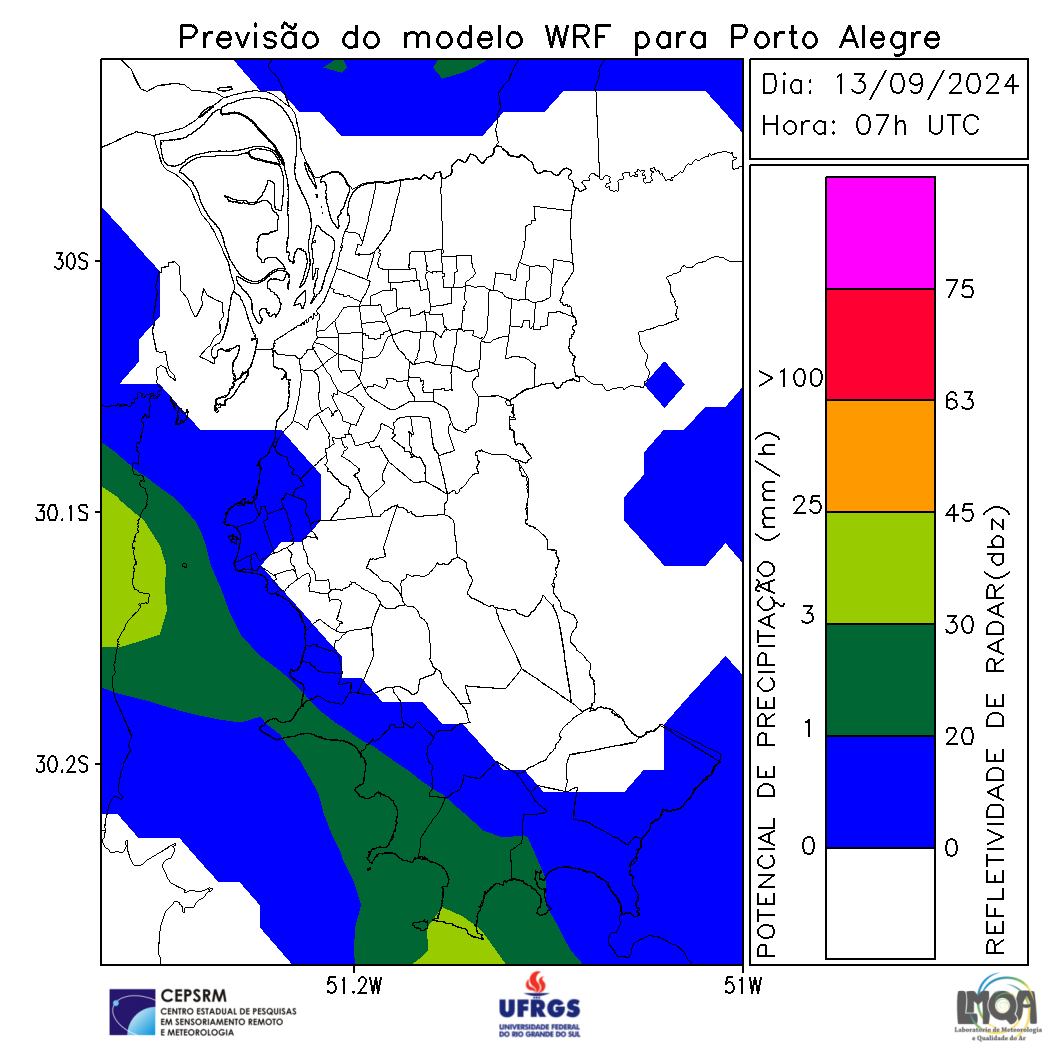 Previsão do modelo WRF para Porto Alegre
Dia: 13/09/2024
Hora: 07h UTC
30S
30.1S
30.2S
51.2W
51W
POTENCIAL DE PRECIPITAÇÃO (mm/h)
>100
25
3
1
0
75
63
45
30
20
0
REFLETIVIDADE DE RADAR(dbz)
CEPSRM
CENTRO ESTADUAL DE PESQUISAS
EM SENSORIAMENTO REMOTO
E METEOROLOGIA
UFRGS
UNIVERSIDADE FEDERAL
DO RIO GRANDE DO SUL
LMQA
Laboratório de Meteorologia
e Qualidade do Ar